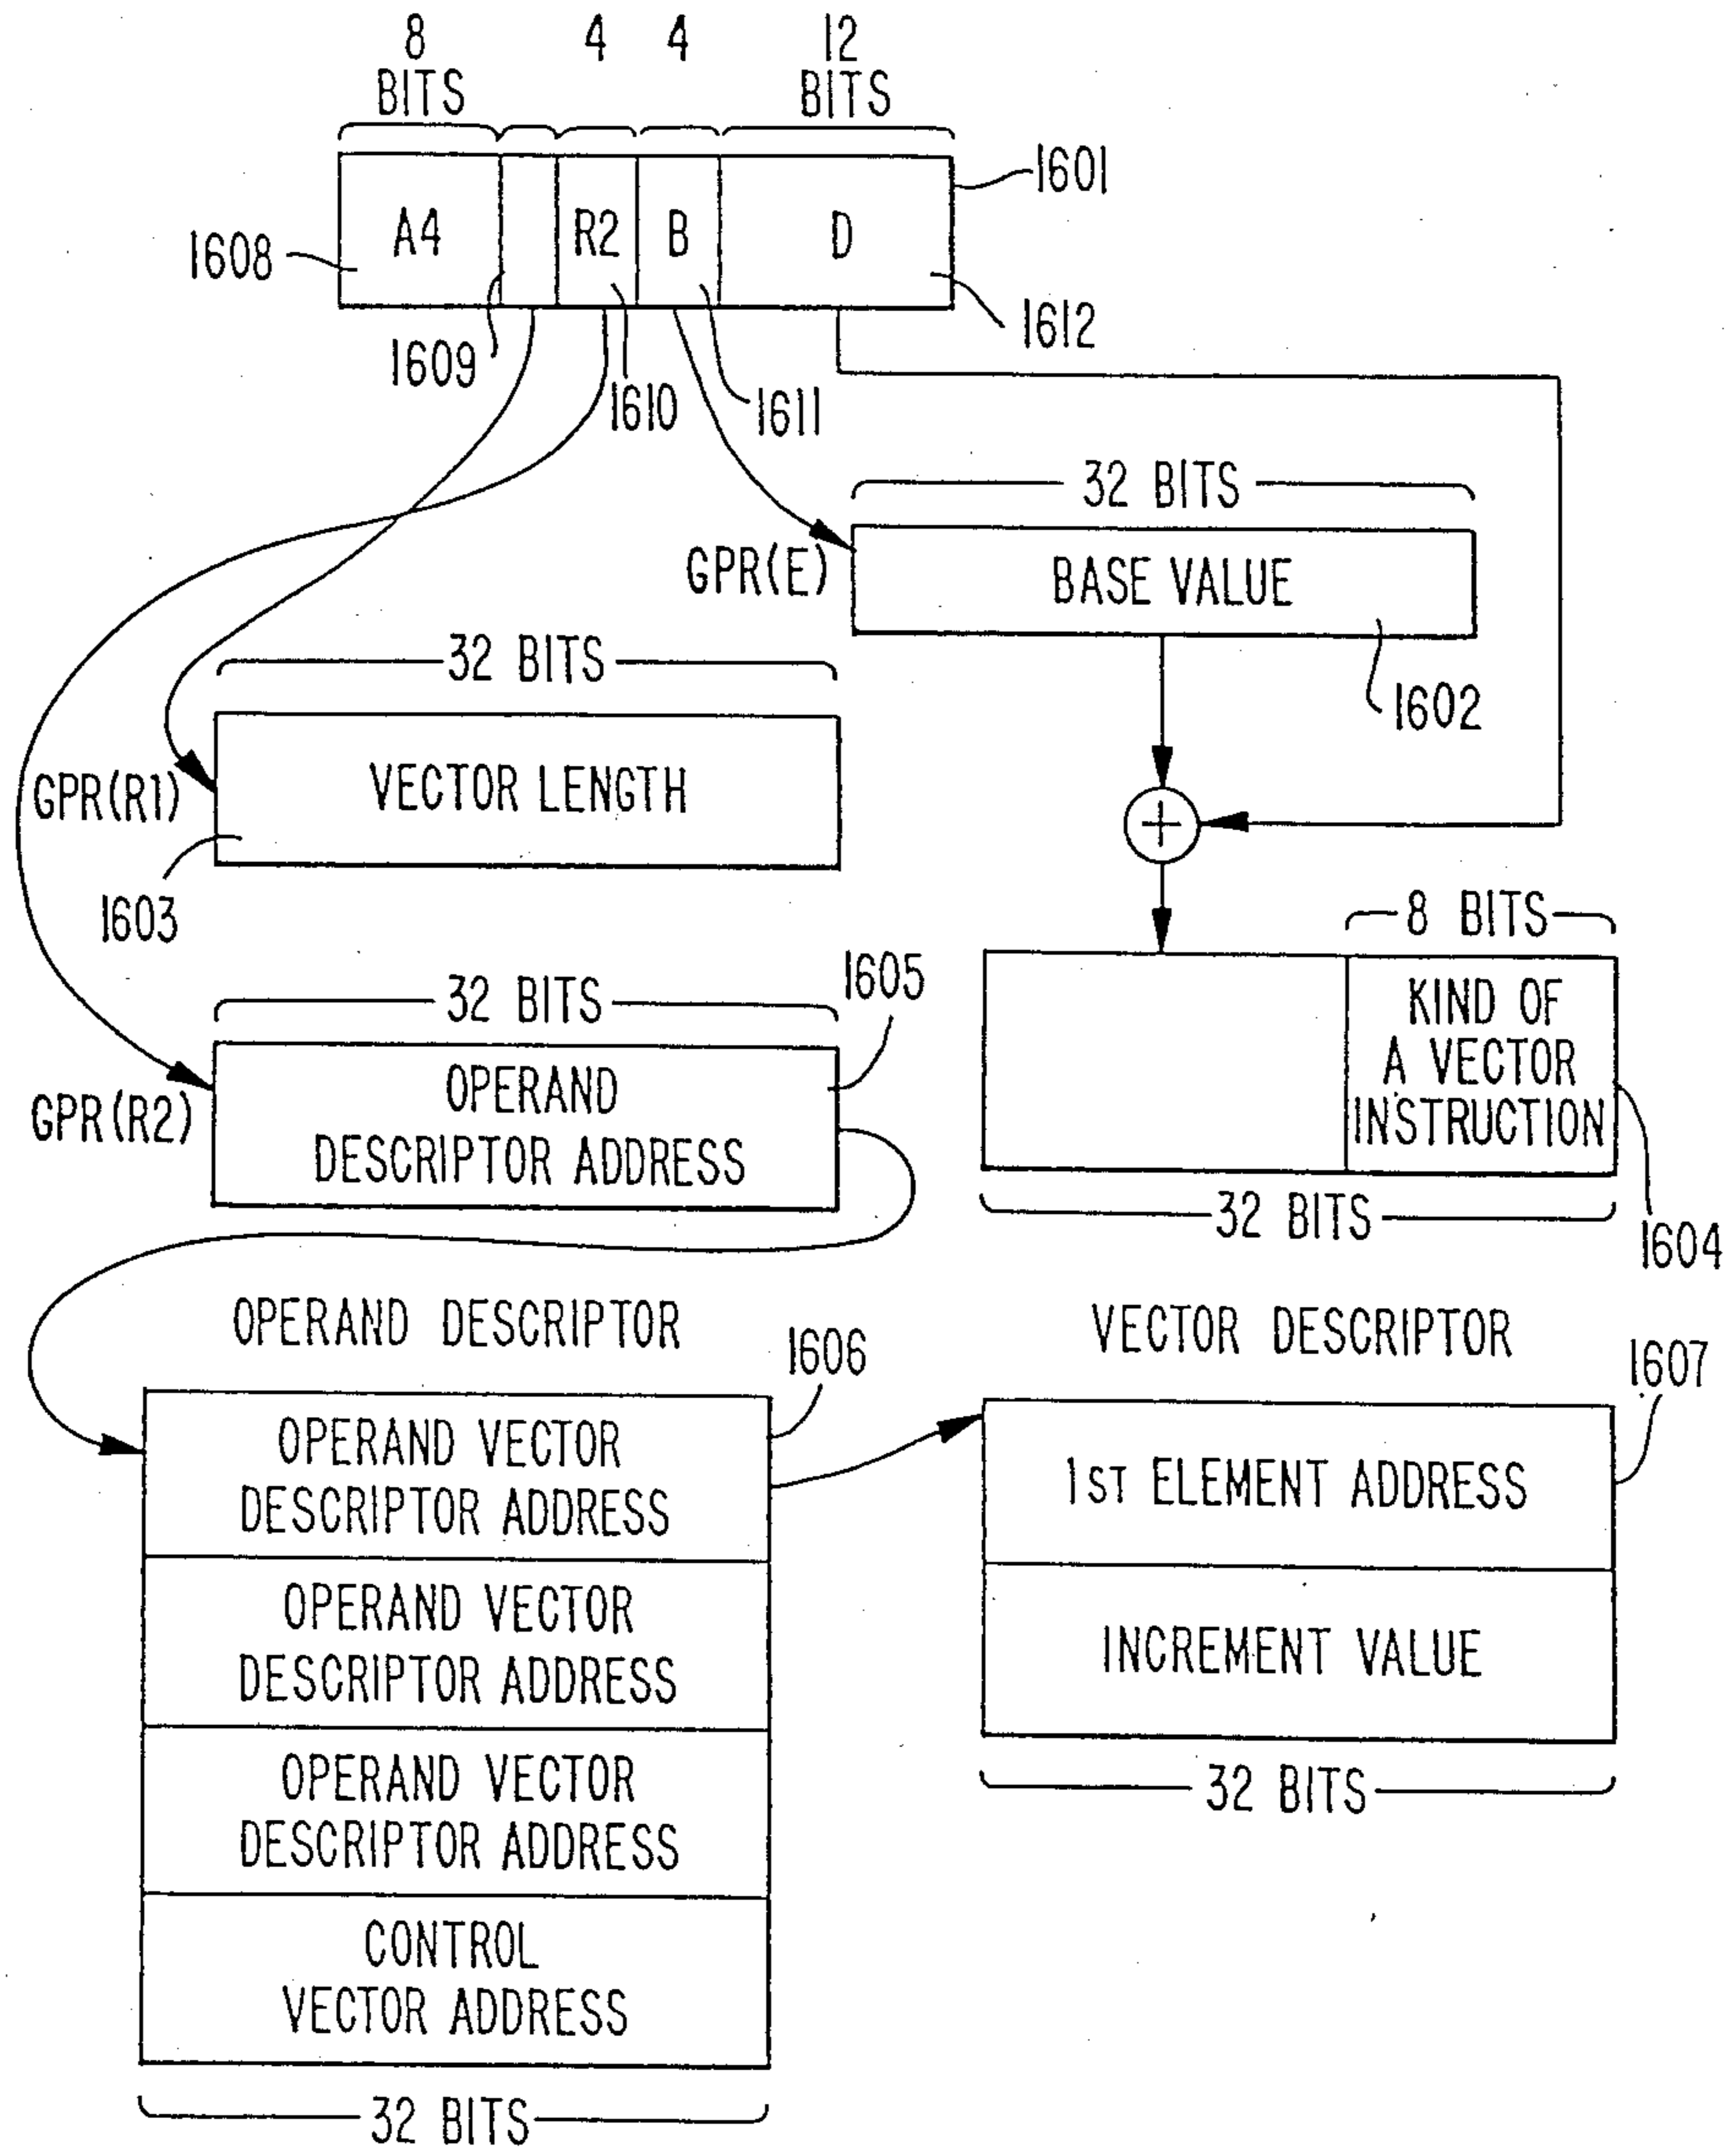 8 4 4 12
BITS BITS
1601
A4 R2 B D
1608
1612
1609
1610
1611
32 BITS
GPR(E)
BASE VALUE
32 BITS
1602
GPR(R1)
VECTOR LENGTH
1603
8 BITS
1605
32 BITS
KIND OF
A VECTOR
INSTRUCTION
GPR(R2)
OPERAND
DESCRIPTOR ADDRESS
32 BITS
1604
OPERAND DESCRIPTOR
VECTOR DESCRIPTOR
1606
1607
OPERAND VECTOR
DESCRIPTOR ADDRESS
1ST ELEMENT ADDRESS
OPERAND VECTOR
DESCRIPTOR ADDRESS
INCREMENT VALUE
OPERAND VECTOR
DESCRIPTOR ADDRESS
32 BITS
CONTROL
VECTOR ADDRESS
32 BITS